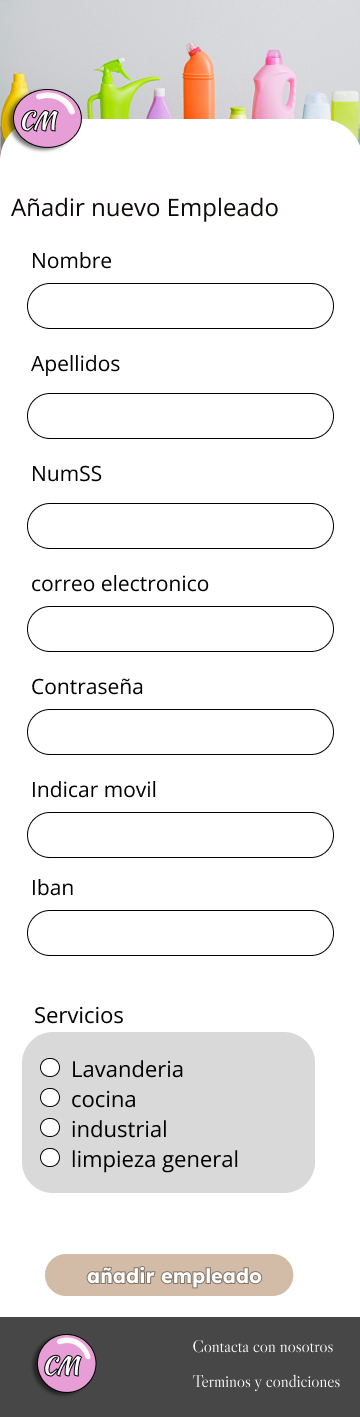 CM
Añadir nuevo Empleado
Nombre
Apellidos
NumSS
correo electronico
Contraseña
Indicar movil
Iban
Servicios
Lavanderia
cocina
industrial
limpieza general
añadir empleado
CM
Contacta con nosotros
Terminos y condiciones